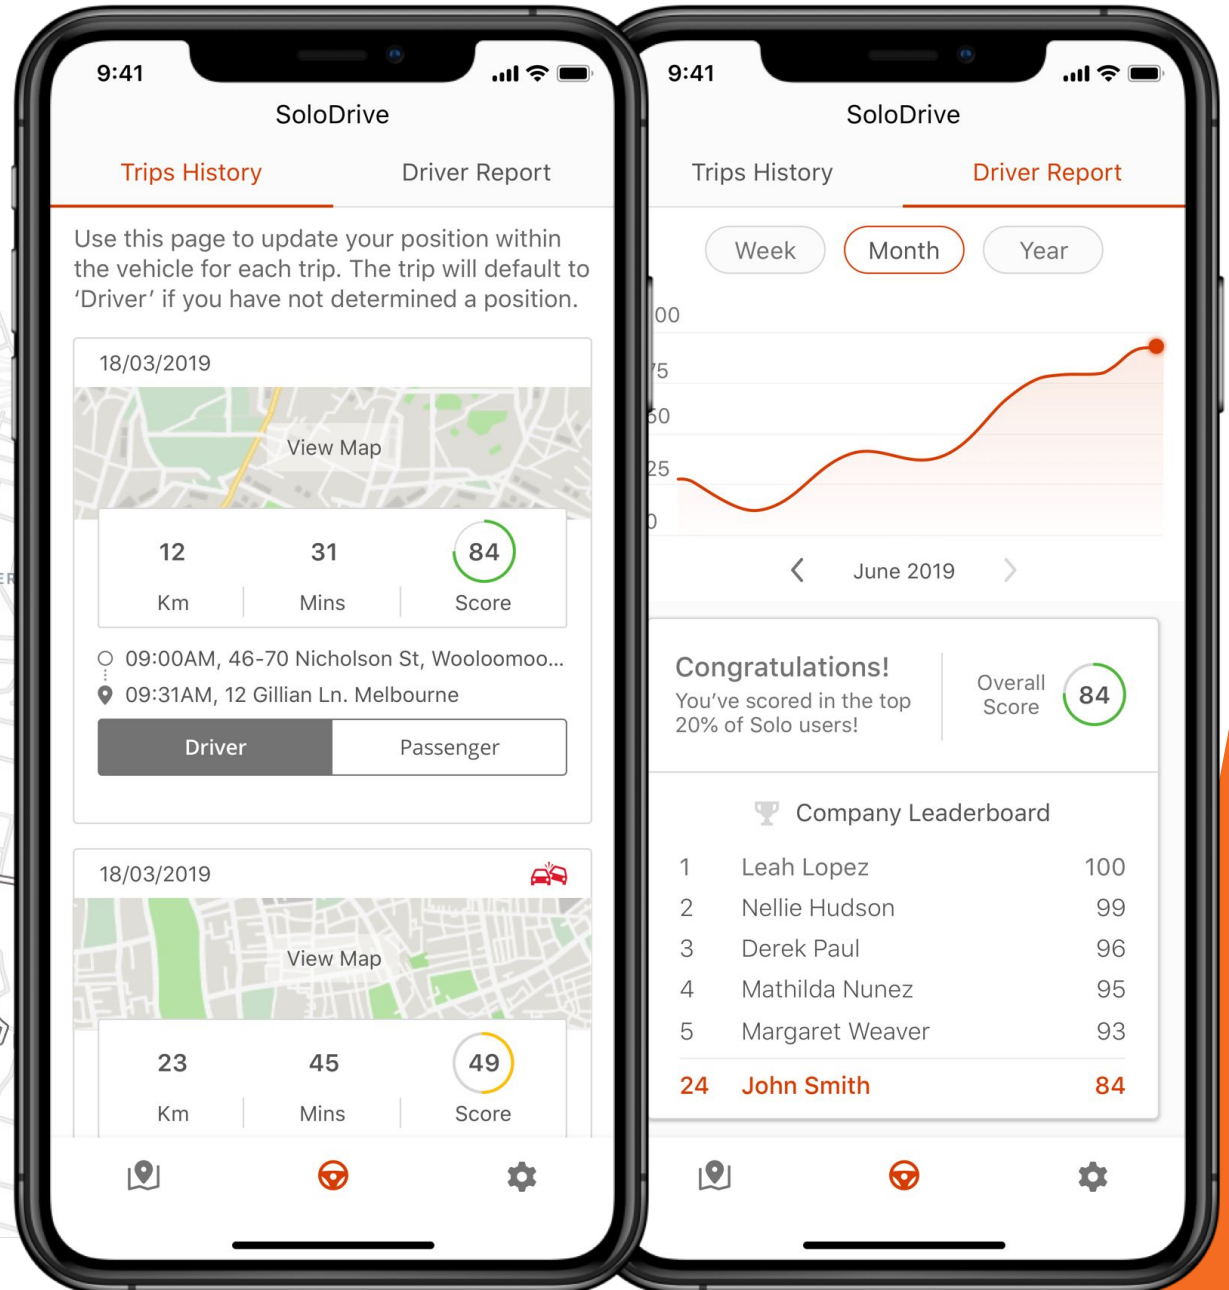 9:41
SoloDrive
Trips History
Driver Report
Use this page to update your position within
the vehicle for each trip. The trip will default to
‘Driver’ if you have not determined a position.
18/03/2019
View Map
12
31
84
Km
Mins
Score
09:00AM, 46-70 Nicholson St, Wooloomoo...
09:31AM, 12 Gillian Ln. Melbourne
Driver
Passenger
18/03/2019
View Map
23
45
49
Km
Mins
Score
9:41
SoloDrive
Trips History
Driver Report
Week
Month
Year
00
75
50
25
0
June 2019
Congratulations!
You’ve scored in the top
20% of Solo users!
Overall
Score
84
Company Leaderboard
1 Leah Lopez 100
2 Nellie Hudson 99
3 Derek Paul 96
4 Mathilda Nunez 95
5 Margaret Weaver 93
24 John Smith 84